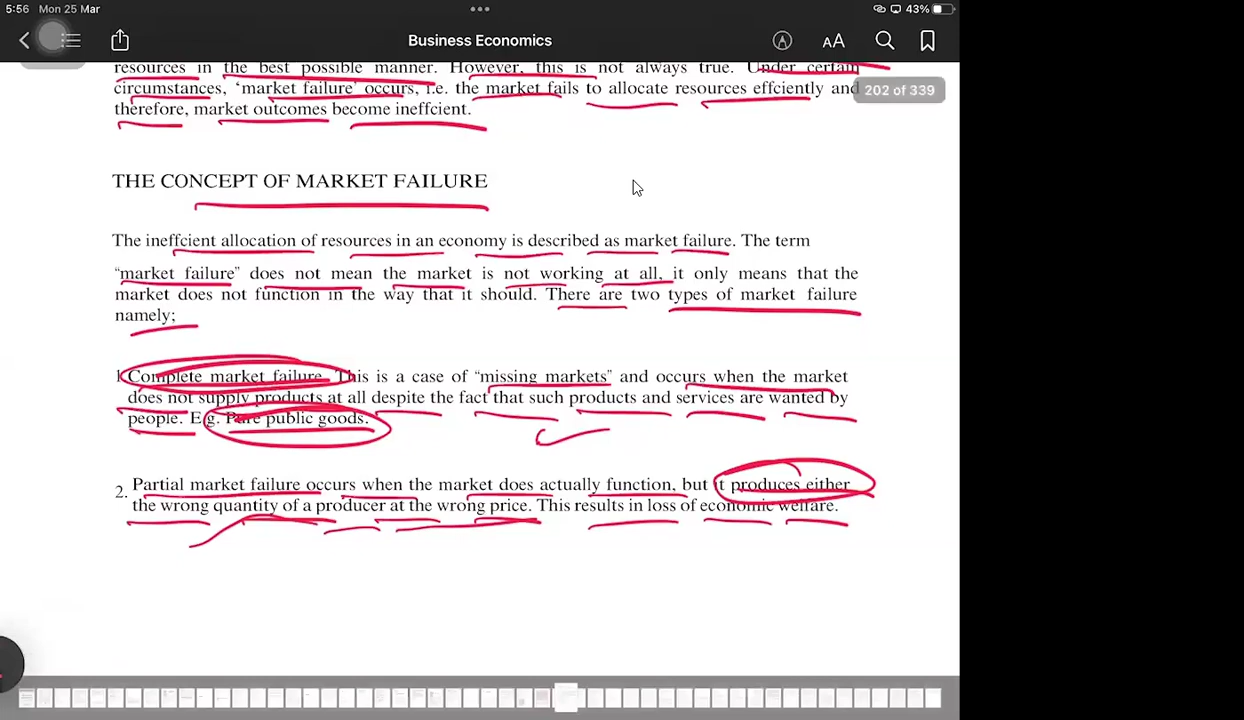 5:56 Mon 25 Mar
43%
Business Economics
AA
resources in the best possible manner. However, this is not always true. Under certain
circumstances, 'market failure' occurs, i.e. the market fails to allocate resources effciently and
202 of 339
therefore, market outcomes become ineffcient.
THE CONCEPT OF MARKET FAILURE
The ineffcient allocation of resources in an economy is described as market failure. The term
“market failure” does not mean the market is not working at all, it only means that the
market does not function in the way that it should. There are two types of market failure
namely;
1 Complete market failure. This is a case of “missing markets” and occurs when the market
does not supply products at all despite the fact that such products and services are wanted by
people. E.g. Pure public goods.
2. Partial market failure occurs when the market does actually function, but it produces either
the wrong quantity of a producer at the wrong price. This results in loss of economic welfare.